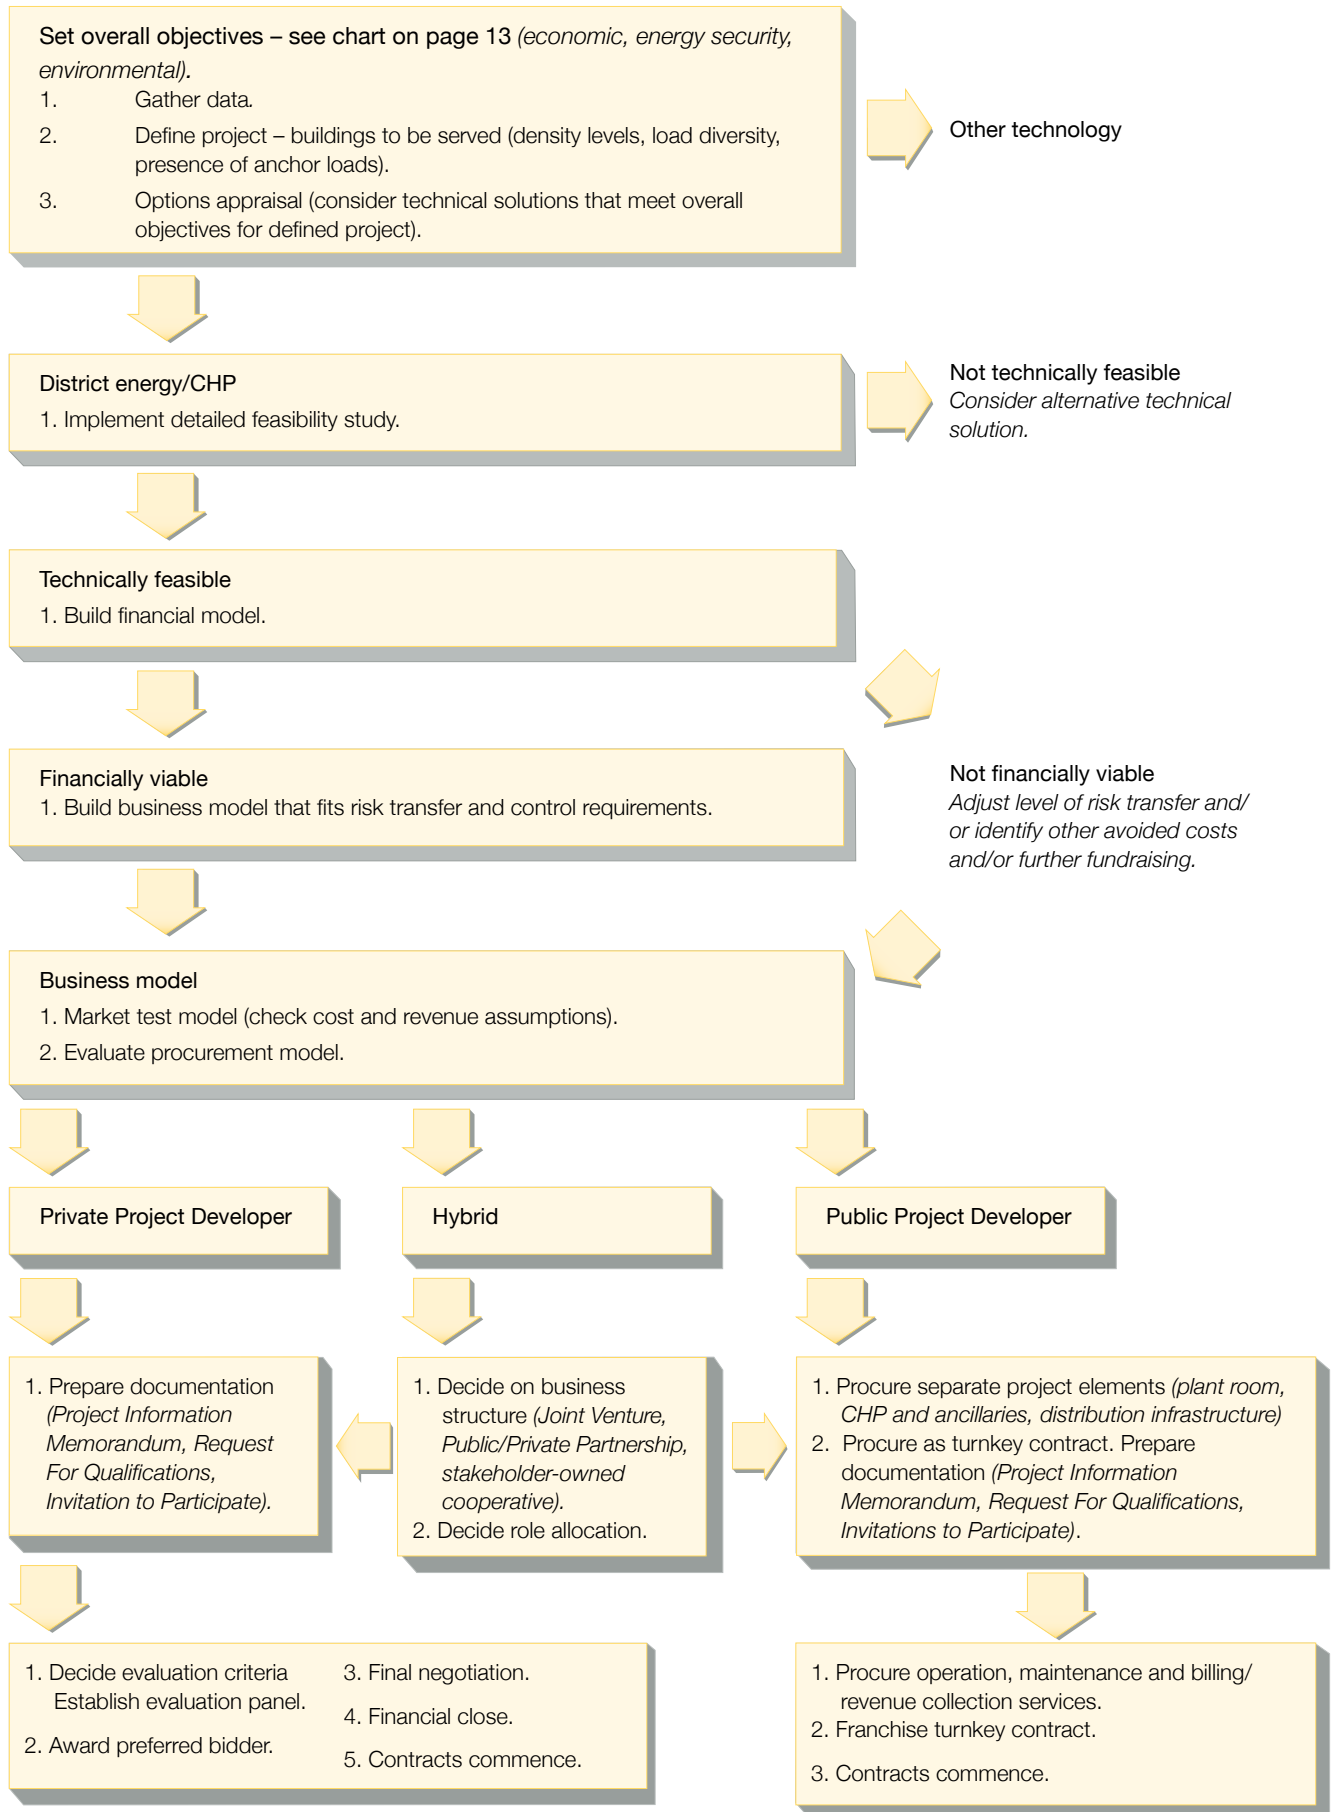 Set overall objectives – see chart on page 13 (economic, energy security,
environmental).
1. Gather data.
2. Define project – buildings to be served (density levels, load diversity,
presence of anchor loads).
3. Options appraisal (consider technical solutions that meet overall
objectives for defined project).
Other technology
District energy/CHP
1. Implement detailed feasibility study.
Not technically feasible
Consider alternative technical
solution.
Technically feasible
1. Build financial model.
Financially viable
1. Build business model that fits risk transfer and control requirements.
Not financially viable
Adjust level of risk transfer and/
or identify other avoided costs
and/or further fundraising.
Business model
1. Market test model (check cost and revenue assumptions).
2. Evaluate procurement model.
Private Project Developer
Hybrid
Public Project Developer
1. Prepare documentation
(Project Information
Memorandum, Request
For Qualifications,
Invitation to Participate).
1. Decide on business
structure (Joint Venture,
Public/Private Partnership,
stakeholder-owned
cooperative).
2. Decide role allocation.
1. Procure separate project elements (plant room,
CHP and ancillaries, distribution infrastructure)
2. Procure as turnkey contract. Prepare
documentation (Project Information
Memorandum, Request For Qualifications,
Invitations to Participate).
1. Decide evaluation criteria
Establish evaluation panel.
2. Award preferred bidder.
3. Final negotiation.
4. Financial close.
5. Contracts commence.
1. Procure operation, maintenance and billing/
revenue collection services.
2. Franchise turnkey contract.
3. Contracts commence.